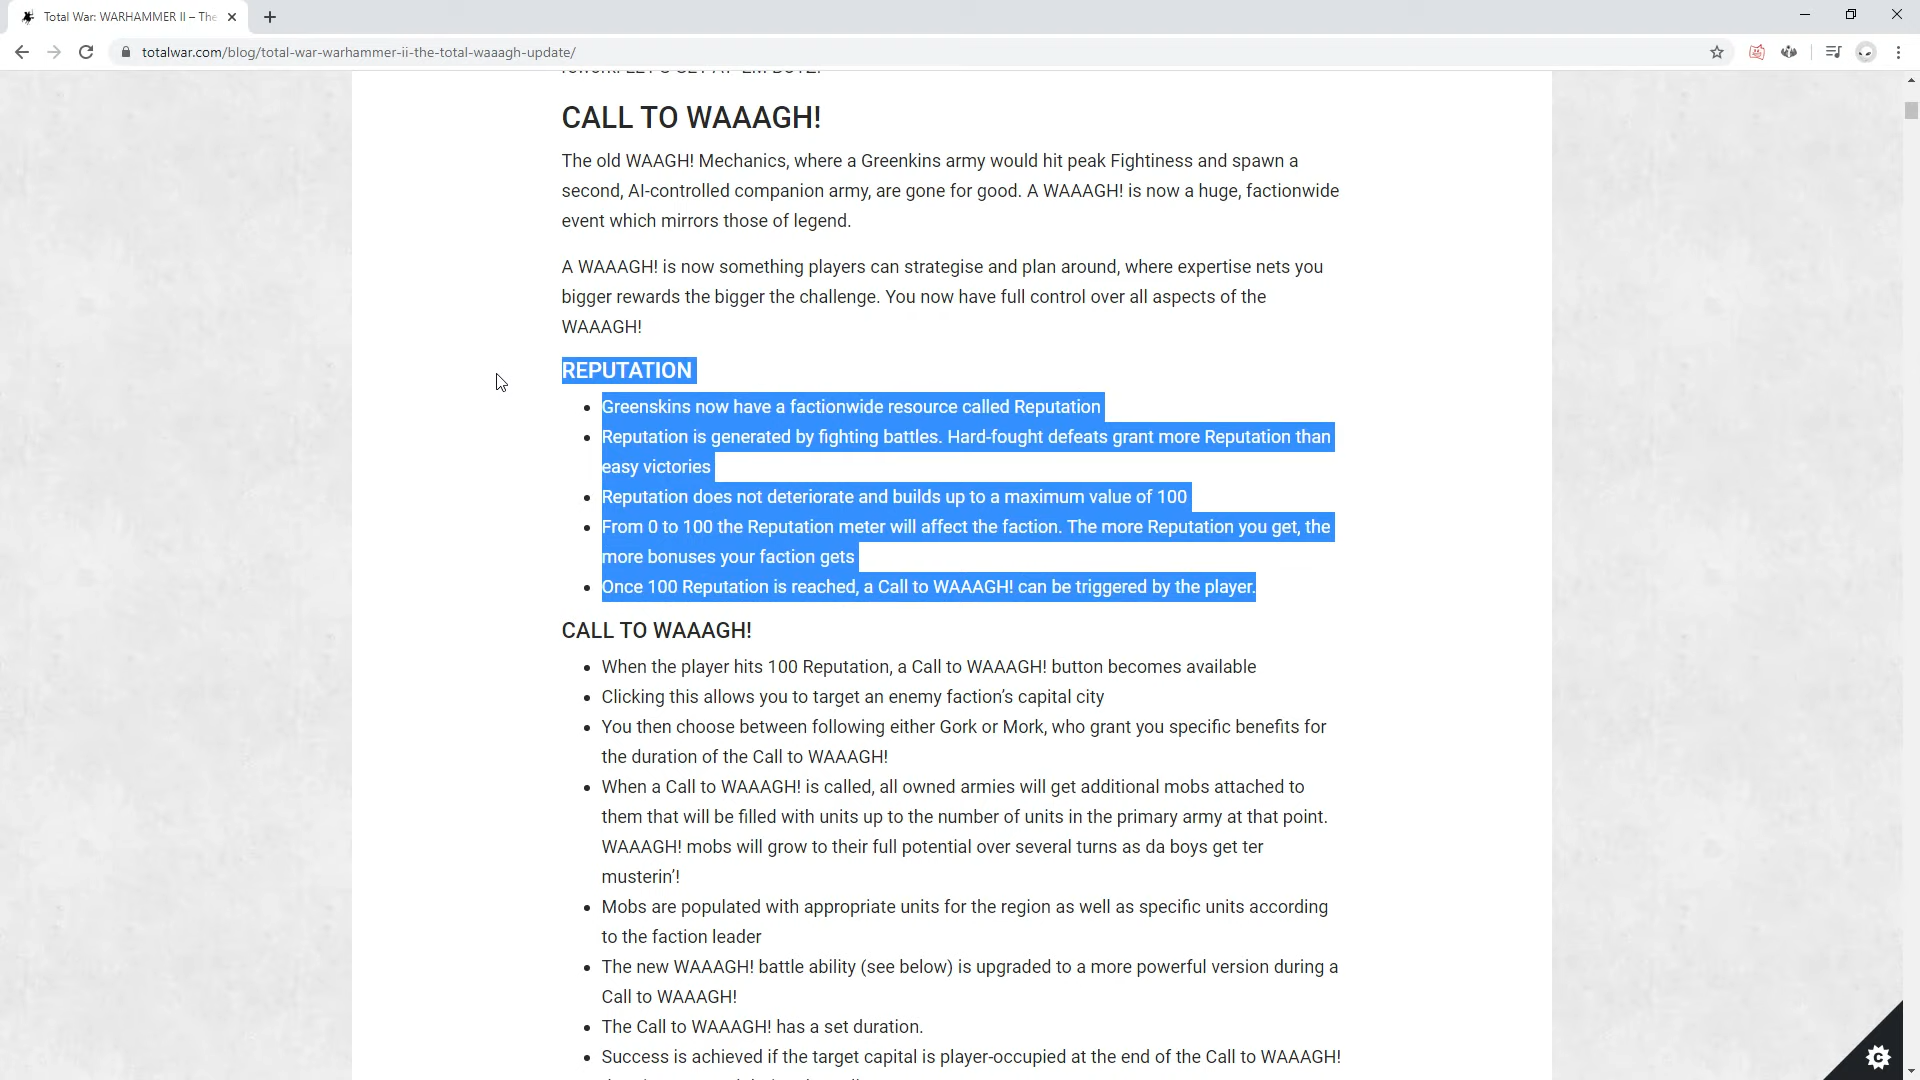 Total War: WARHAMMER II – The
totalwar.com/blog/total-war-warhammer-ii-the-total-waaagh-update/
CALL TO WAAAGH!
The old WAAGH! Mechanics, where a Greenkins army would hit peak Fightiness and spawn a
second, AI-controlled companion army, are gone for good. A WAAAGH! is now a huge, factionwide
event which mirrors those of legend.
A WAAAGH! is now something players can strategise and plan around, where expertise nets you
bigger rewards the bigger the challenge. You now have full control over all aspects of the
WAAAGH!
REPUTATION
Greenskins now have a factionwide resource called Reputation
Reputation is generated by fighting battles. Hard-fought defeats grant more Reputation than
easy victories
Reputation does not deteriorate and builds up to a maximum value of 100
From 0 to 100 the Reputation meter will affect the faction. The more Reputation you get, the
more bonuses your faction gets
Once 100 Reputation is reached, a Call to WAAAGH! can be triggered by the player.
CALL TO WAAAGH!
When the player hits 100 Reputation, a Call to WAAAGH! button becomes available
Clicking this allows you to target an enemy faction’s capital city
You then choose between following either Gork or Mork, who grant you specific benefits for
the duration of the Call to WAAAGH!
When a Call to WAAAGH! is called, all owned armies will get additional mobs attached to
them that will be filled with units up to the number of units in the primary army at that point.
WAAAGH! mobs will grow to their full potential over several turns as da boys get ter
musterin’!
Mobs are populated with appropriate units for the region as well as specific units according
to the faction leader
The new WAAAGH! battle ability (see below) is upgraded to a more powerful version during a
Call to WAAAGH!
The Call to WAAAGH! has a set duration.
Success is achieved if the target capital is player-occupied at the end of the Call to WAAAGH!